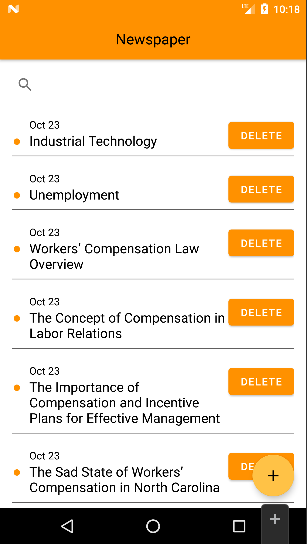 10:18
Newspaper
Oct 23
Industrial Technology
DELETE
Oct 23
Unemployment
DELETE
Oct 23
Workers' Compensation Law
Overview
DELETE
Oct 23
The Concept of Compensation in
Labor Relations
DELETE
Oct 23
The Importance of
Compensation and Incentive
Plans for Effective Management
DELETE
Oct 23
The Sad State of Workers'
Compensation in North Carolina